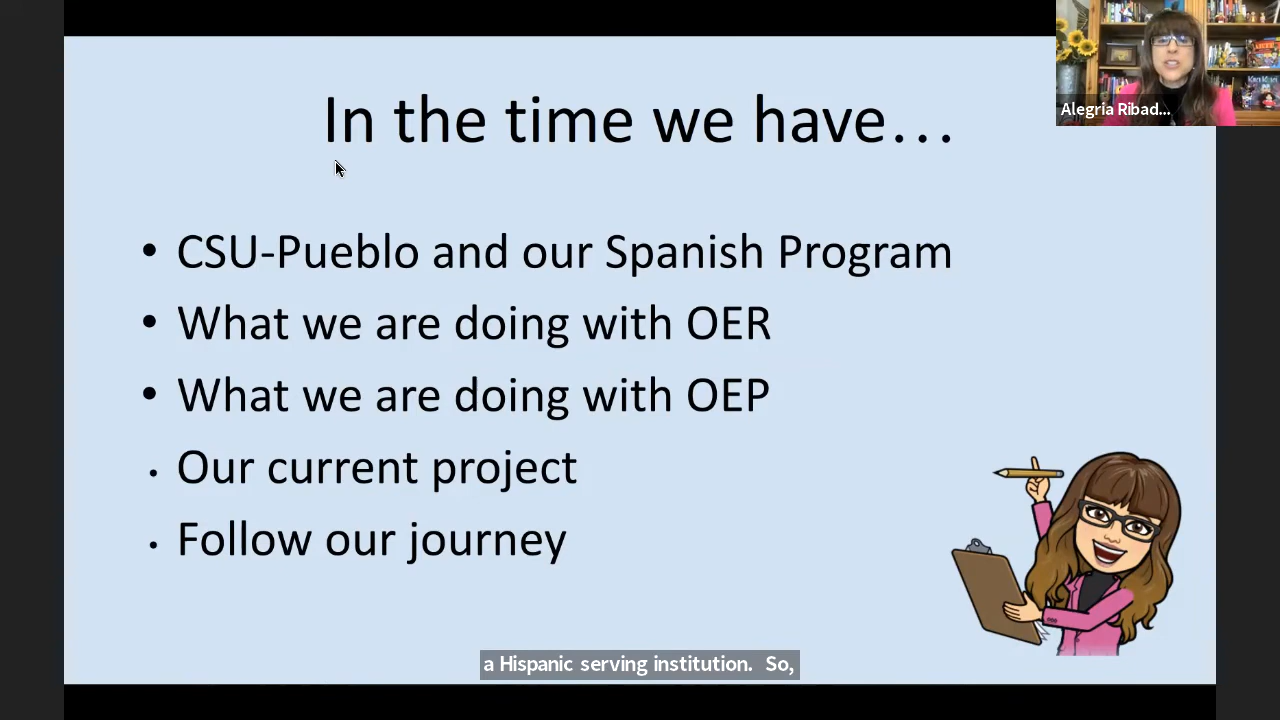 In the time we have…
Alegria Ribad...
• CSU-Pueblo and our Spanish Program
• What we are doing with OER
• What we are doing with OEP
• Our current project
• Follow our journey
a Hispanic serving institution. So,